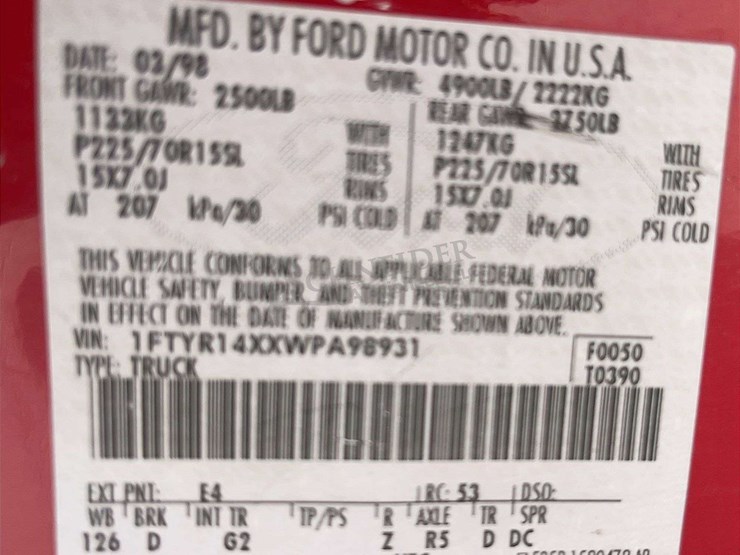 MFD. BY FORD MOTOR CO. IN U.S.A.
DATE: 02/98 GVWR: 4900LB/ 2222KG
FRONT GAWR: 2500LB REAR GAWR 2750LB
1133KG WITH 1247KG WITH
P225/70R15SL TIRES P225/70R15SL TIRES
15X7.0J RIMS 15X7.0J RIMS
AT 207 kPa/30 PSI COLD AT 207 kPa/30 PSI COLD
THIS VEHICLE CONFORMS TO ALL APPLICABLE FEDERAL MOTOR
VEHICLE SAFETY, BUMPER, AND THEFT PREVENTION STANDARDS
IN EFFECT ON THE DATE OF MANUFACTURE SHOWN ABOVE.
VIN: 1FTYR14XXWPA98931 F0050
TYPE: TRUCK T0390
EXT PNT: E4 RC: 53 DSO:
WB BRK INT TR TP/PS R AXLE TR SPR
126 D G2 Z R5 D DC